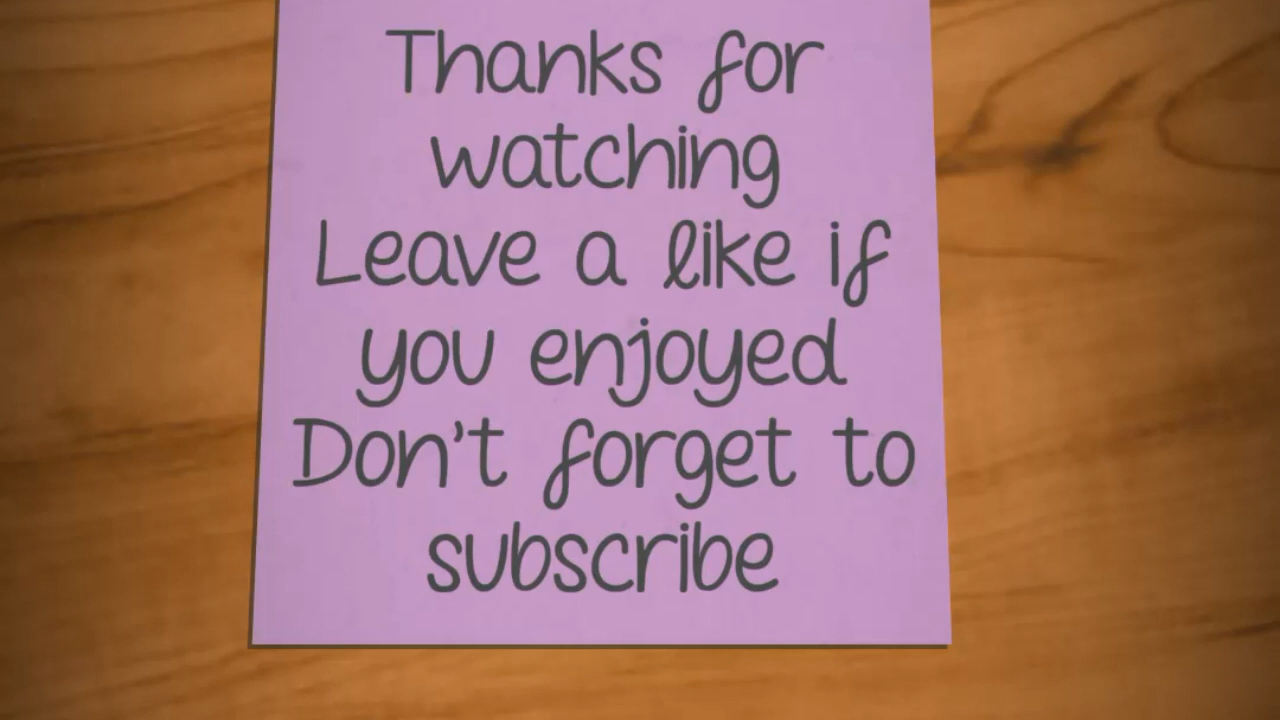 Thanks for
watching
Leave a like if
you enjoyed
Don't forget to
subscribe